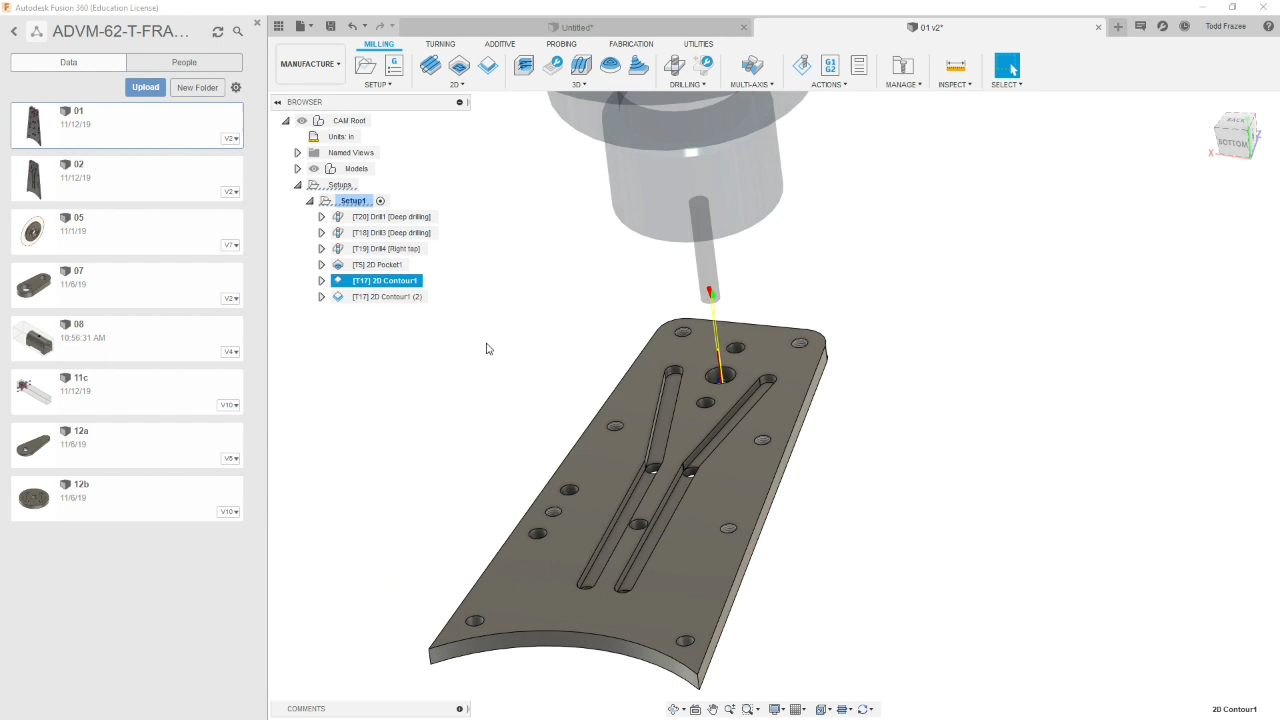 Autodesk Fusion 360 (Education License)
ADVM-62-T-FRA...
Untitled*
01 v2*
Todd Frazee
Data
People
MANUFACTURE
MILLING
TURNING
ADDITIVE
PROBING
FABRICATION
UTILITIES
G1
G2
SETUP
2D
3D
DRILLING
MULTI-AXIS
ACTIONS
MANAGE
INSPECT
SELECT
Upload
New Folder
BROWSER
CAM Root
Units: in
Named Views
Models
Setups
Setup1
[T20] Drill1 [Deep drilling]
[T18] Drill3 [Deep drilling]
[T19] Drill4 [Right tap]
[T5] 2D Pocket1
[T17] 2D Contour1
[T17] 2D Contour1 (2)
01
11/12/19
V2
02
11/12/19
V2
05
11/1/19
V7
07
11/6/19
V2
08
10:56:31 AM
V4
11c
11/12/19
V10
12a
11/6/19
V6
12b
11/6/19
V10
BACK
BOTTOM
X
Z
COMMENTS
2D Contour1